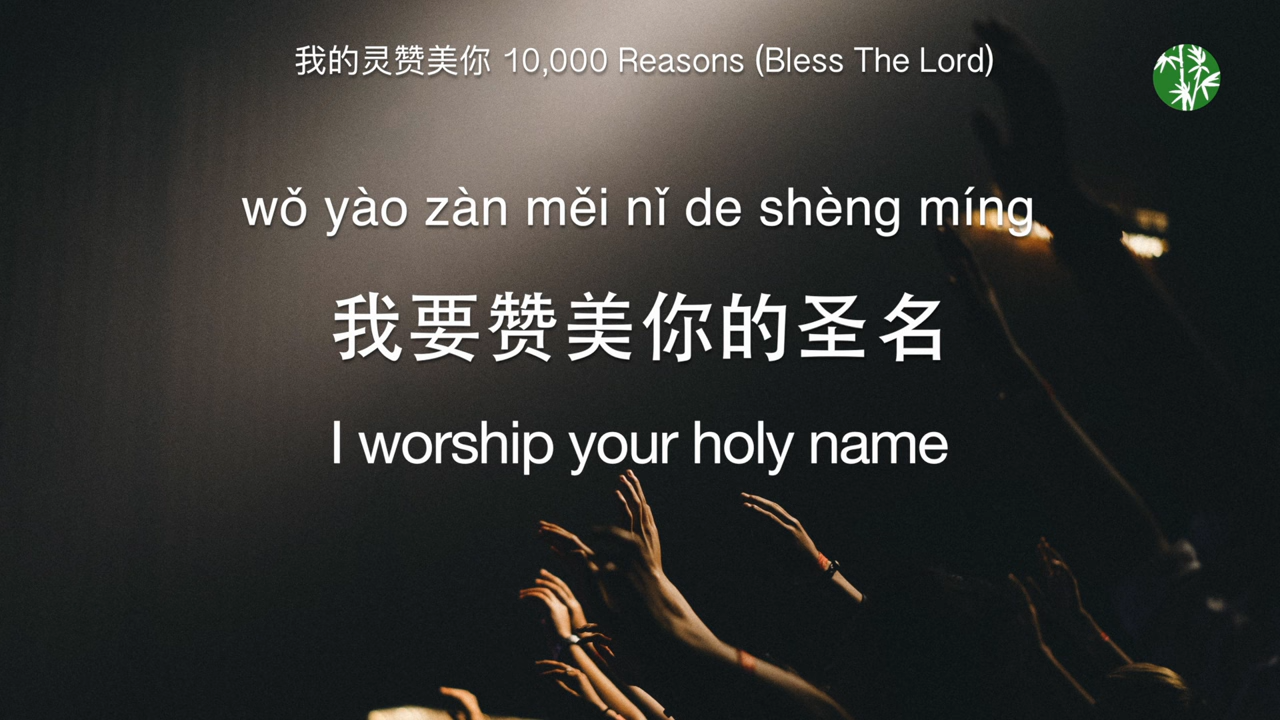 我的灵赞美你 10,000 Reasons (Bless The Lord)
wǒ yào zàn měi nǐ de shèng míng
我要赞美你的圣名
I worship your holy name